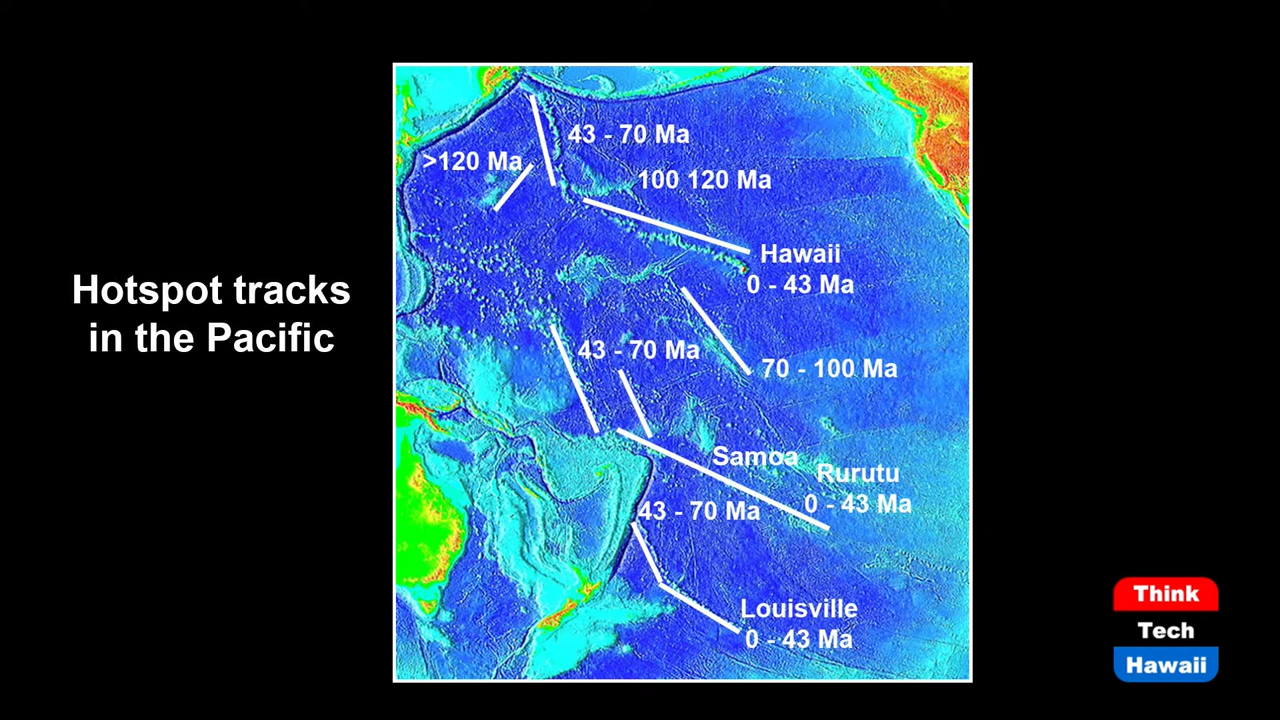 Hotspot tracks
in the Pacific
43 - 70 Ma
>120 Ma
100 120 Ma
Hawaii
0 - 43 Ma
43 - 70 Ma
70 - 100 Ma
Samoa
Rurutu
0 - 43 Ma
43 - 70 Ma
Louisville
0 - 43 Ma
Think
Tech
Hawaii